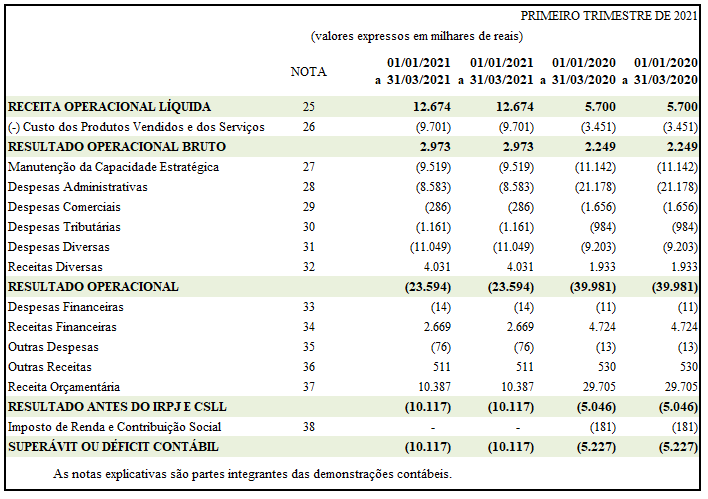 PRIMEIRO TRIMESTRE DE 2021
(valores expressos em milhares de reais)
NOTA 01/01/2021 a 31/03/2021 01/01/2021 a 31/03/2021 01/01/2020 a 31/03/2020 01/01/2020 a 31/03/2020
RECEITA OPERACIONAL LÍQUIDA 25 12.674 12.674 5.700 5.700
(-) Custo dos Produtos Vendidos e dos Serviços 26 (9.701) (9.701) (3.451) (3.451)
RESULTADO OPERACIONAL BRUTO 2.973 2.973 2.249 2.249
Manutenção da Capacidade Estratégica 27 (9.519) (9.519) (11.142) (11.142)
Despesas Administrativas 28 (8.583) (8.583) (21.178) (21.178)
Despesas Comerciais 29 (286) (286) (1.656) (1.656)
Despesas Tributárias 30 (1.161) (1.161) (984) (984)
Despesas Diversas 31 (11.049) (11.049) (9.203) (9.203)
Receitas Diversas 32 4.031 4.031 1.933 1.933
RESULTADO OPERACIONAL (23.594) (23.594) (39.981) (39.981)
Despesas Financeiras 33 (14) (14) (11) (11)
Receitas Financeiras 34 2.669 2.669 4.724 4.724
Outras Despesas 35 (76) (76) (13) (13)
Outras Receitas 36 511 511 530 530
Receita Orçamentária 37 10.387 10.387 29.705 29.705
RESULTADO ANTES DO IRPJ E CSLL (10.117) (10.117) (5.046) (5.046)
Imposto de Renda e Contribuição Social 38 - - (181) (181)
SUPERÁVIT OU DÉFICIT CONTÁBIL (10.117) (10.117) (5.227) (5.227)
As notas explicativas são partes integrantes das demonstrações contábeis.